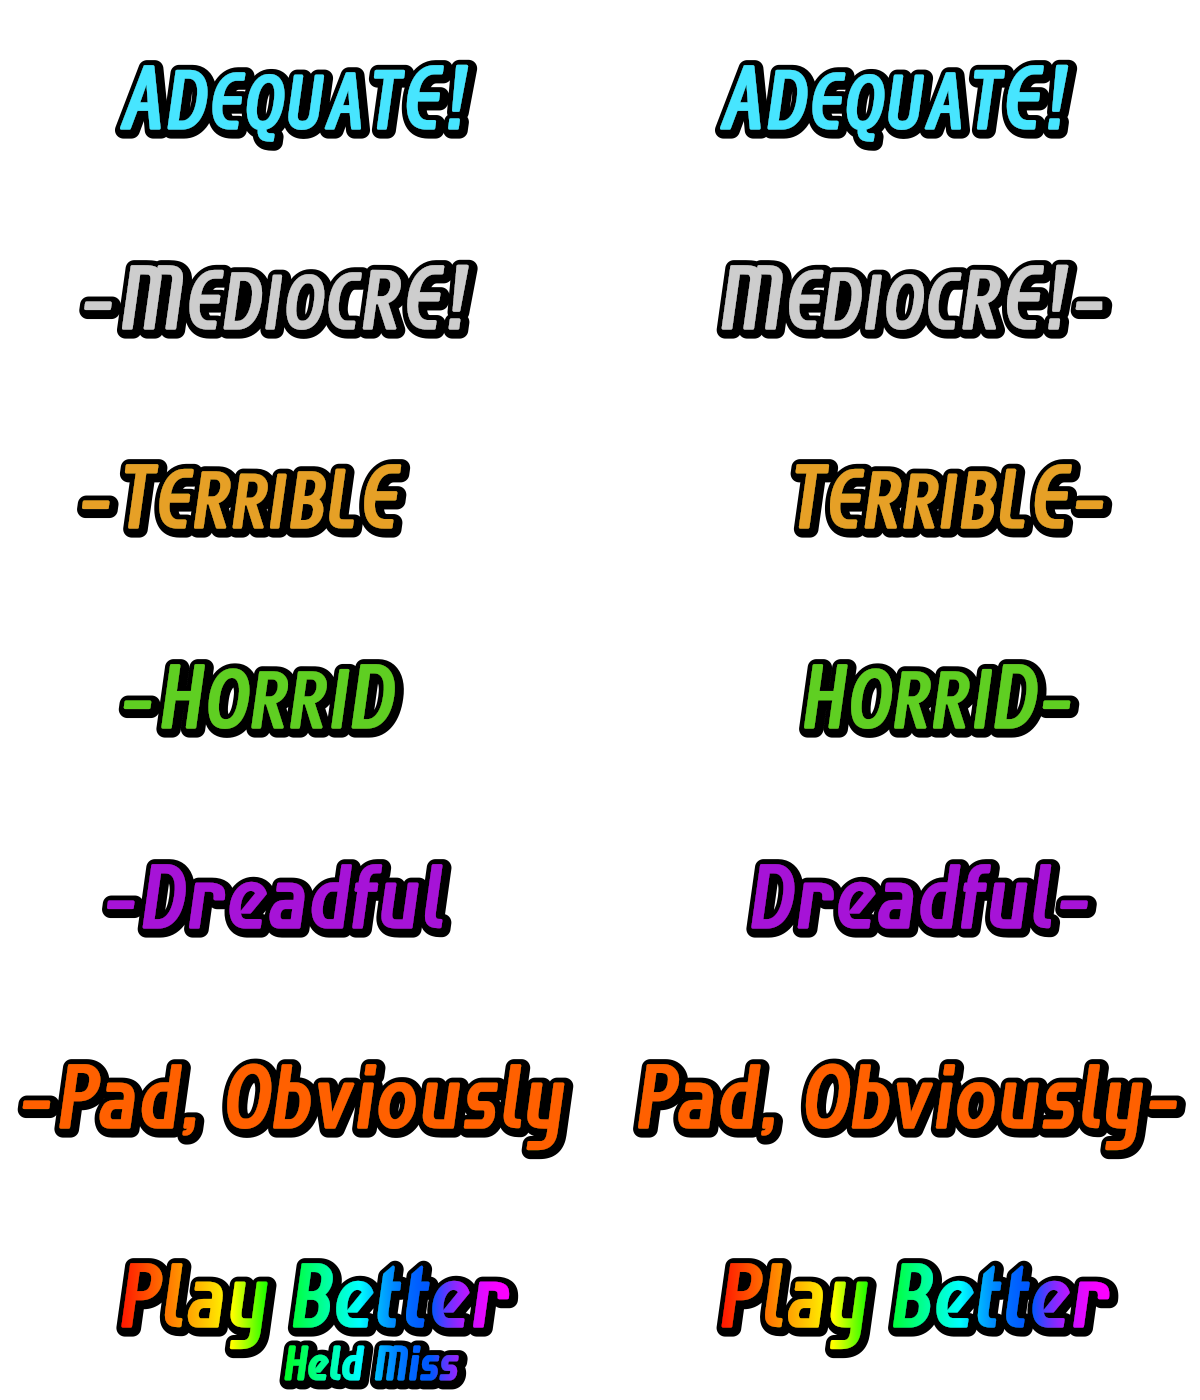 ADEQUATE! ADEQUATE!
-MEDIOCRE! MEDIOCRE!-
-TERRIBLE TERRIBLE-
-HORRID HORRID-
-Dreadful Dreadful-
-Pad, Obviously Pad, Obviously-
Play Better Play Better
Held Miss